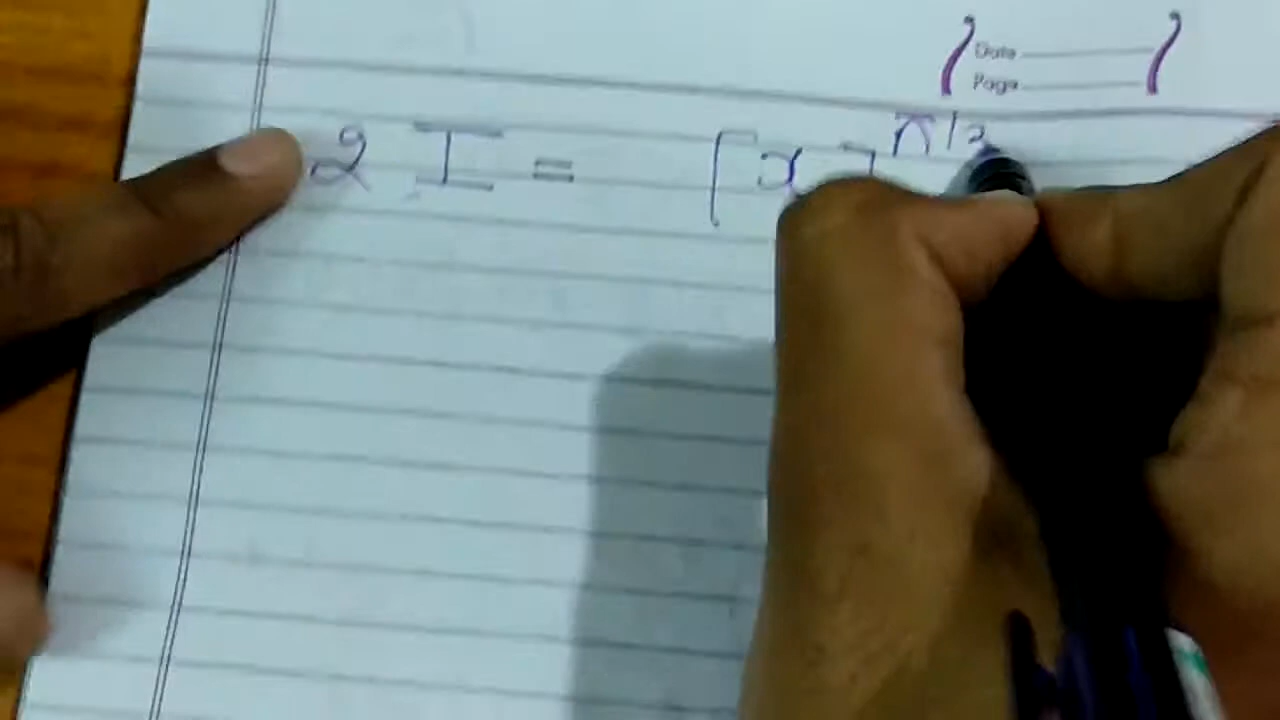 Date
Page
2 I = [x]^π/2